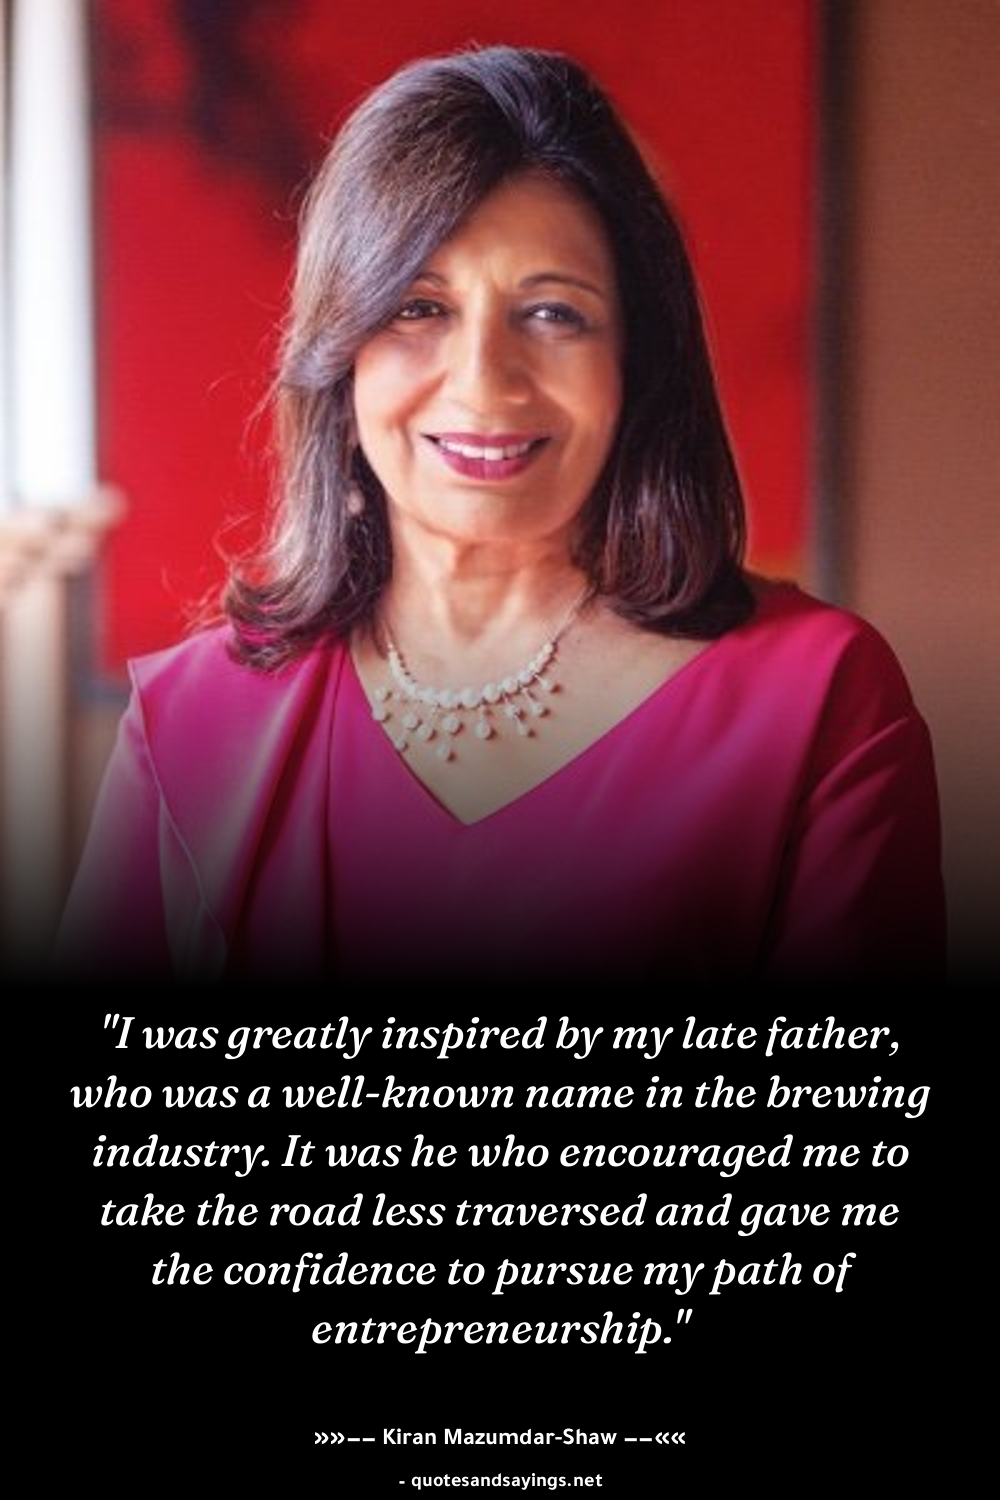 "I was greatly inspired by my late father,
who was a well-known name in the brewing
industry. It was he who encouraged me to
take the road less traversed and gave me
the confidence to pursue my path of
entrepreneurship."
»»–– Kiran Mazumdar-Shaw ––««
- quotesandsayings.net